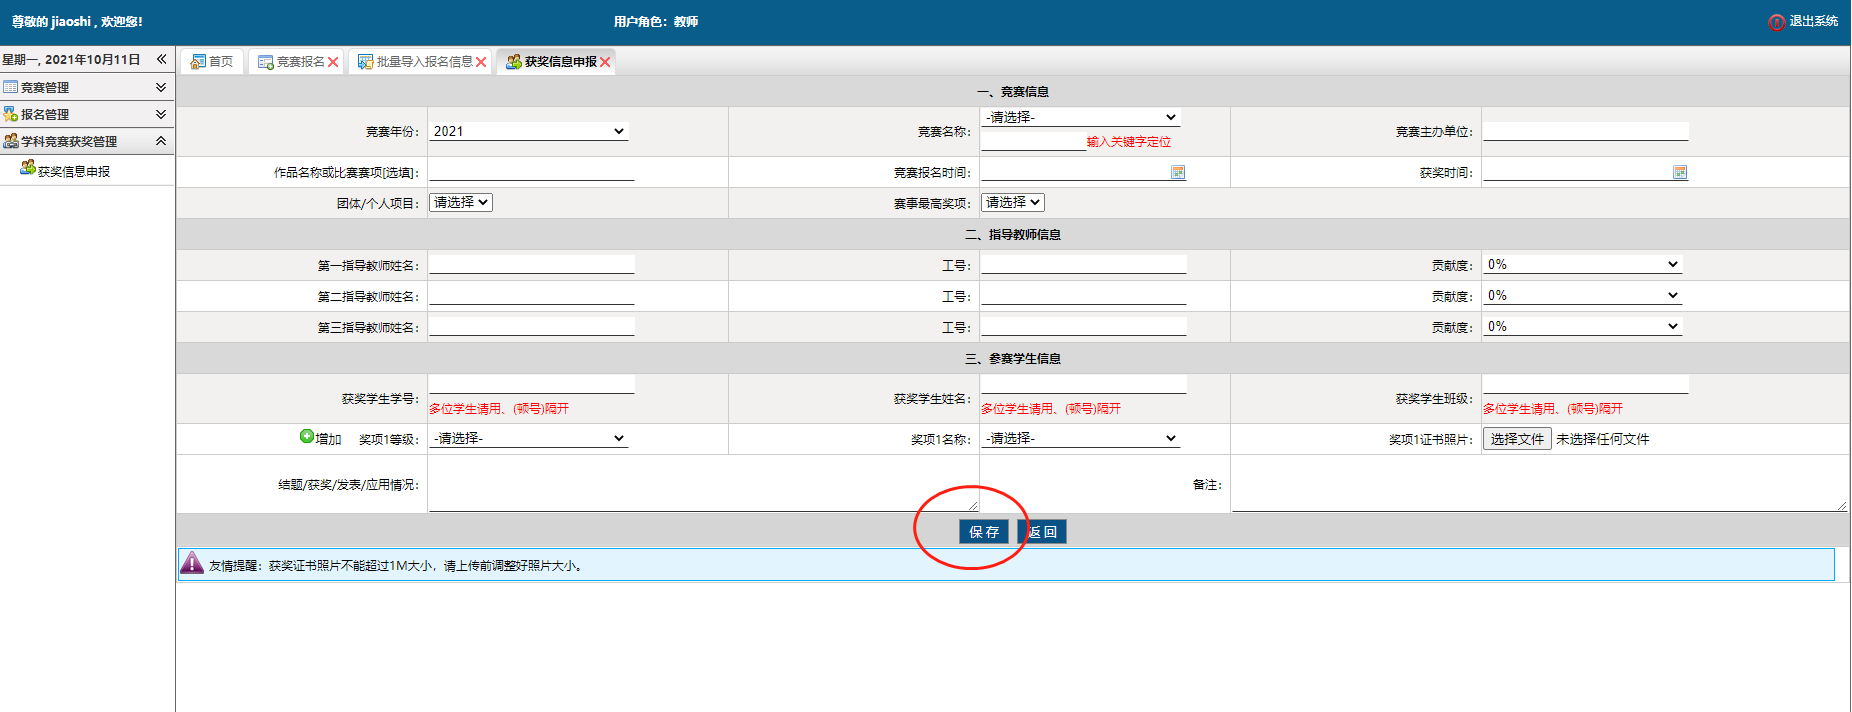 尊敬的 jiaoshi , 欢迎您!
用户角色：教师
退出系统
星期一, 2021年10月11日
首页
竞赛报名
批量导入报名信息
获奖信息申报
竞赛管理
报名管理
学科竞赛获奖管理
获奖信息申报
一、竞赛信息
竞赛年份： 2021
竞赛名称： -请选择-
输入关键字定位
竞赛主办单位：
作品名称或比赛赛项[选填]：
竞赛报名时间：
获奖时间：
团体/个人项目： 请选择
赛事最高奖项： 请选择
二、指导教师信息
第一指导教师姓名： 工号： 贡献度： 0%
第二指导教师姓名： 工号： 贡献度： 0%
第三指导教师姓名： 工号： 贡献度： 0%
三、参赛学生信息
获奖学生学号：
多位学生请用、(顿号)隔开
获奖学生姓名：
多位学生请用、(顿号)隔开
获奖学生班级：
多位学生请用、(顿号)隔开
增加 奖项1等级： -请选择-
奖项1名称： -请选择-
奖项1证书照片： 选择文件 未选择任何文件
结题/获奖/发表/应用情况：
备注：
保 存 返 回
友情提醒：获奖证书照片不能超过1M大小，请上传前调整好照片大小。